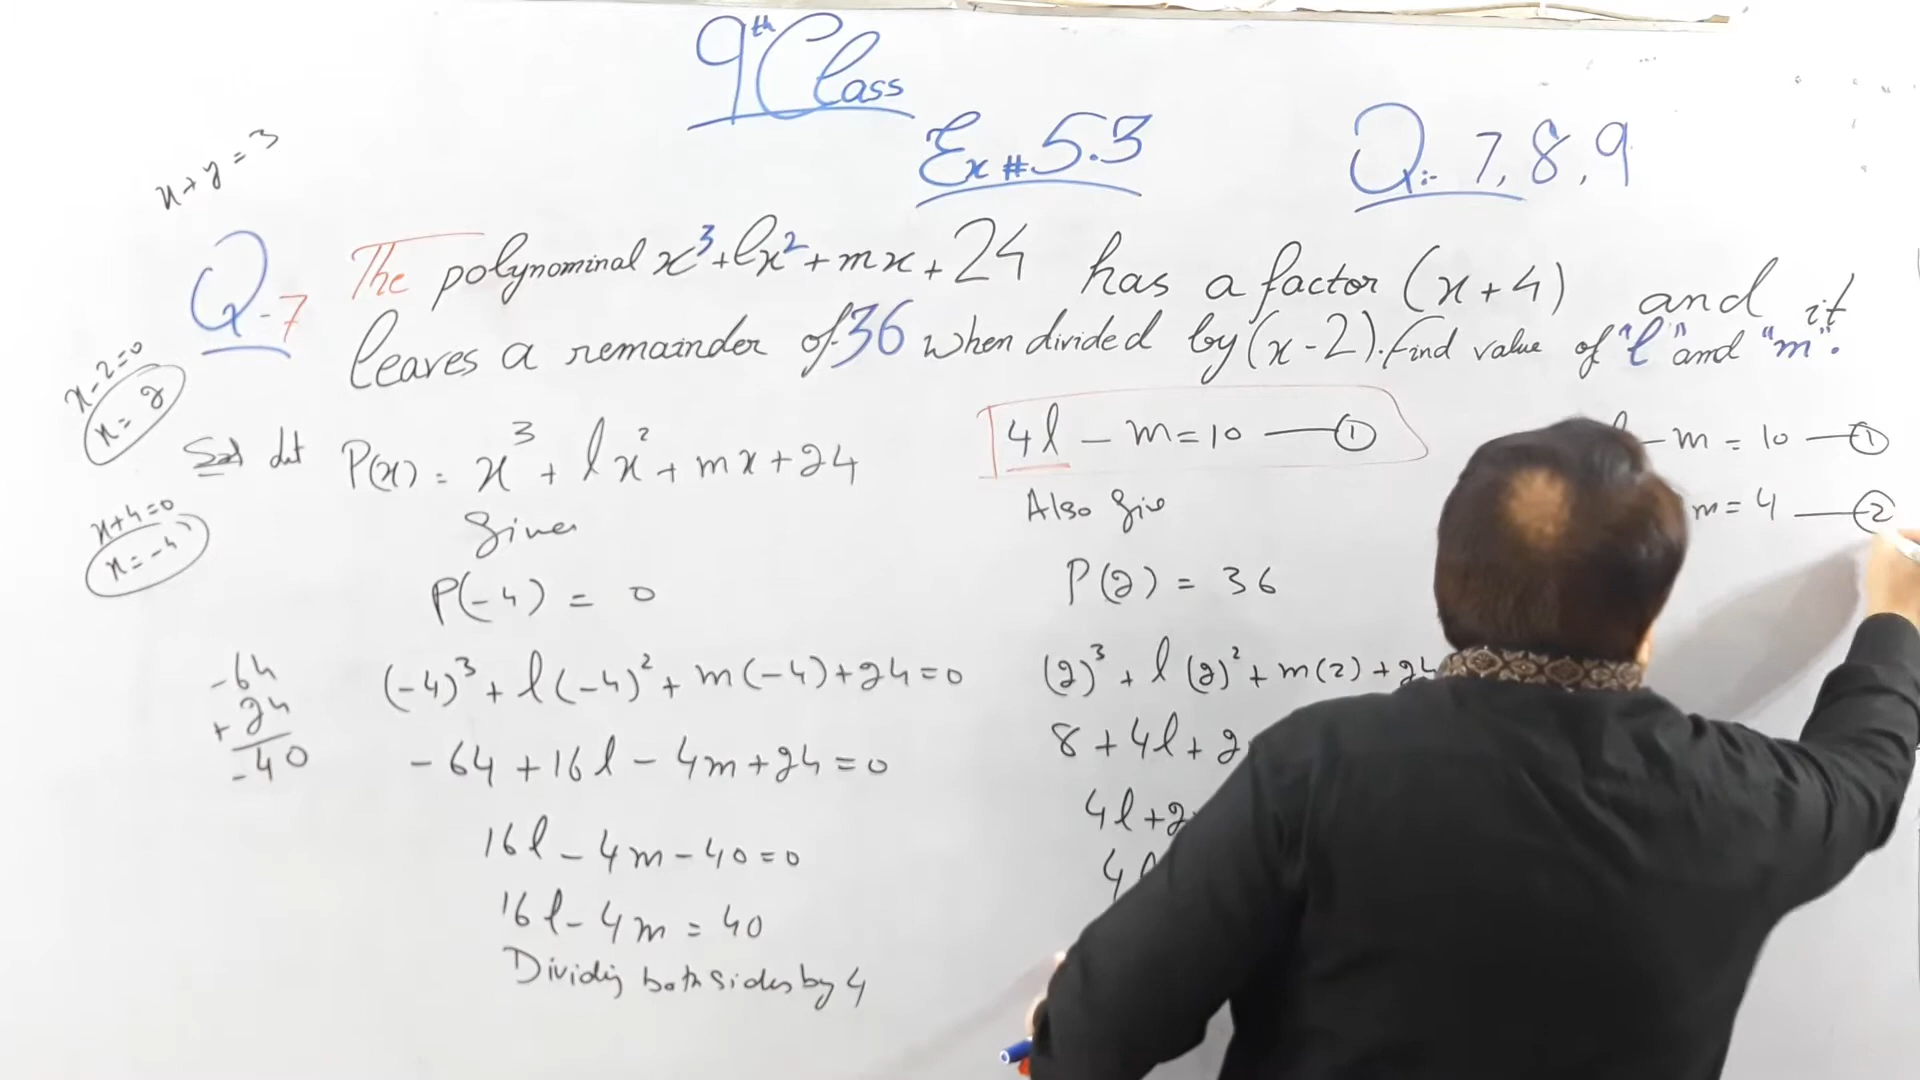 9th Class
Ex # 5.3
Q:- 7, 8, 9
x + y = 3
Q-7 The polynominal x³ + lx² + mx + 24 has a factor (x + 4) and it
leaves a remainder of 36 when divided by (x - 2). find value of "l" and "m".
x - 2 = 0
x = 2
x + 4 = 0
x = -4
Sol let P(x) = x³ + lx² + mx + 24
Given
P(-4) = 0
(-4)³ + l(-4)² + m(-4) + 24 = 0
-64 + 16l - 4m + 24 = 0
16l - 4m - 40 = 0
16l - 4m = 40
Dividing both sides by 4
-64
+ 24
-40
4l - m = 10 — ①
Also giv
P(2) = 36
(2)³ + l(2)² + m(2) + 24
8 + 4l + 2
4l + 2
4l
l - m = 10 — ①
m = 4 — ②